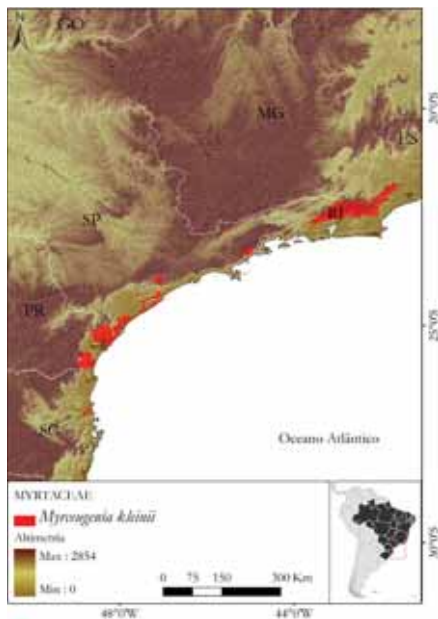 N
GO
MG
ES
20°0'S
SP
RJ
PR
25°0'S
SC
Oceano Atlântico
MYRTACEAE
Myrceugenia kleinii
Altimetria
Max : 2854
Min : 0
0 75 150 300 Km
30°0'S
48°0'W 44°0'W